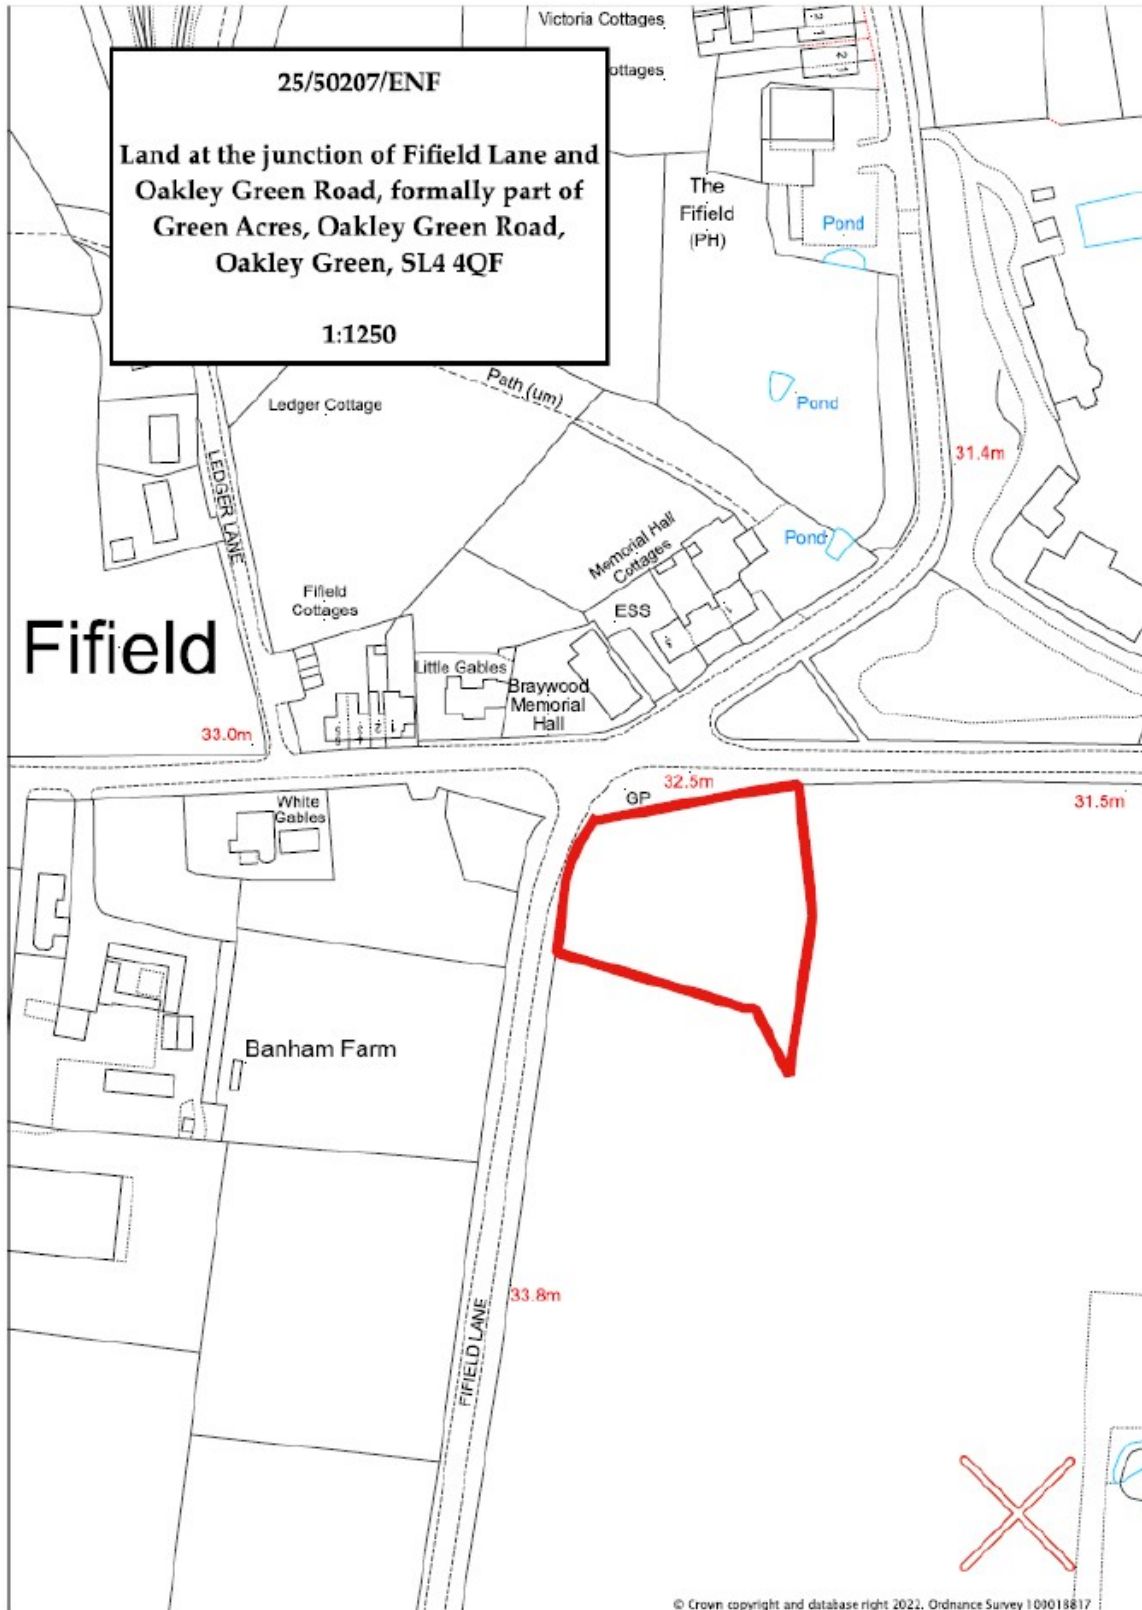 Victoria Cottages
ottages
25/50207/ENF
Land at the junction of Fifield Lane and
Oakley Green Road, formally part of
Green Acres, Oakley Green Road,
Oakley Green, SL4 4QF
1:1250
The
Fifield
(PH)
Pond
Path (um)
Ledger Cottage
Pond
31.4m
LEDGER LANE
Pond
Memorial Hall
Cottages
Fifield
Cottages
ESS
Fifield
Little Gables
Braywood
Memorial
Hall
33.0m
32.5m
GP
31.5m
White
Gables
Banham Farm
33.8m
FIFIELD LANE
© Crown copyright and database right 2022. Ordnance Survey 100018817